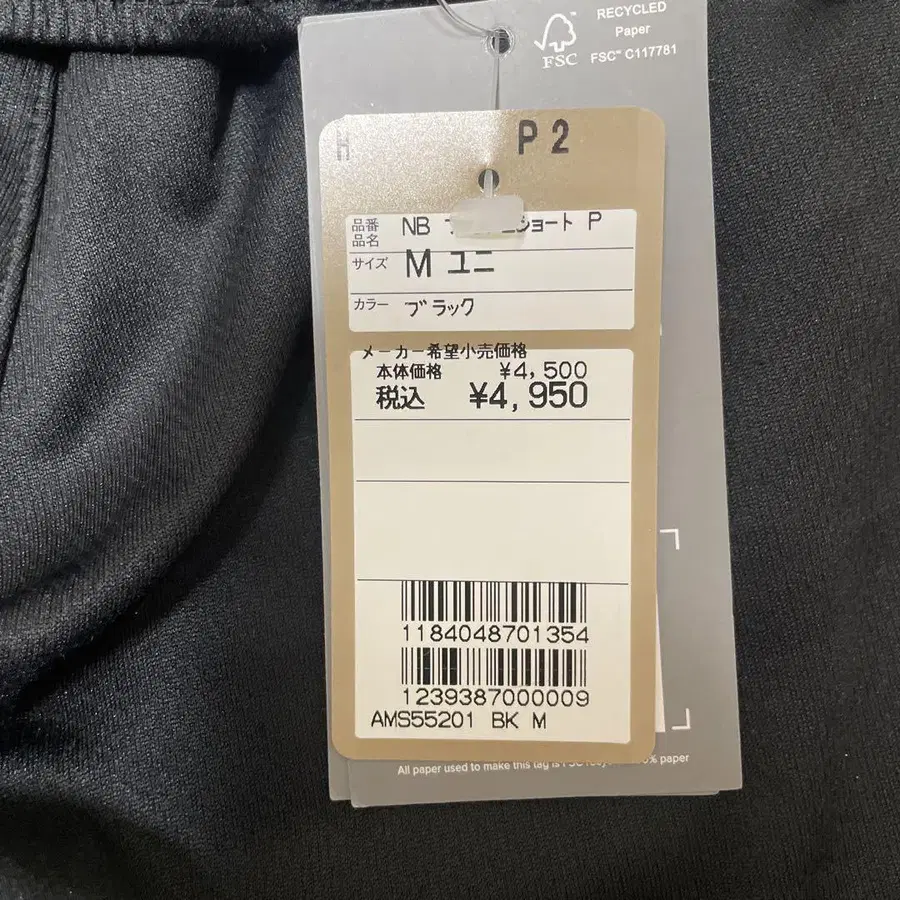 RECYCLED
Paper
FSC™ C117781
FSC
H
P2
品番
品名
NB ショート P
サイズ M ユニ
カラー ブラック
メーカー希望小売価格
本体価格 ¥4,500
税込 ¥4,950
1184048701354
1239387000009
AMS55201 BK M
All paper used to make this tag is FSC % paper